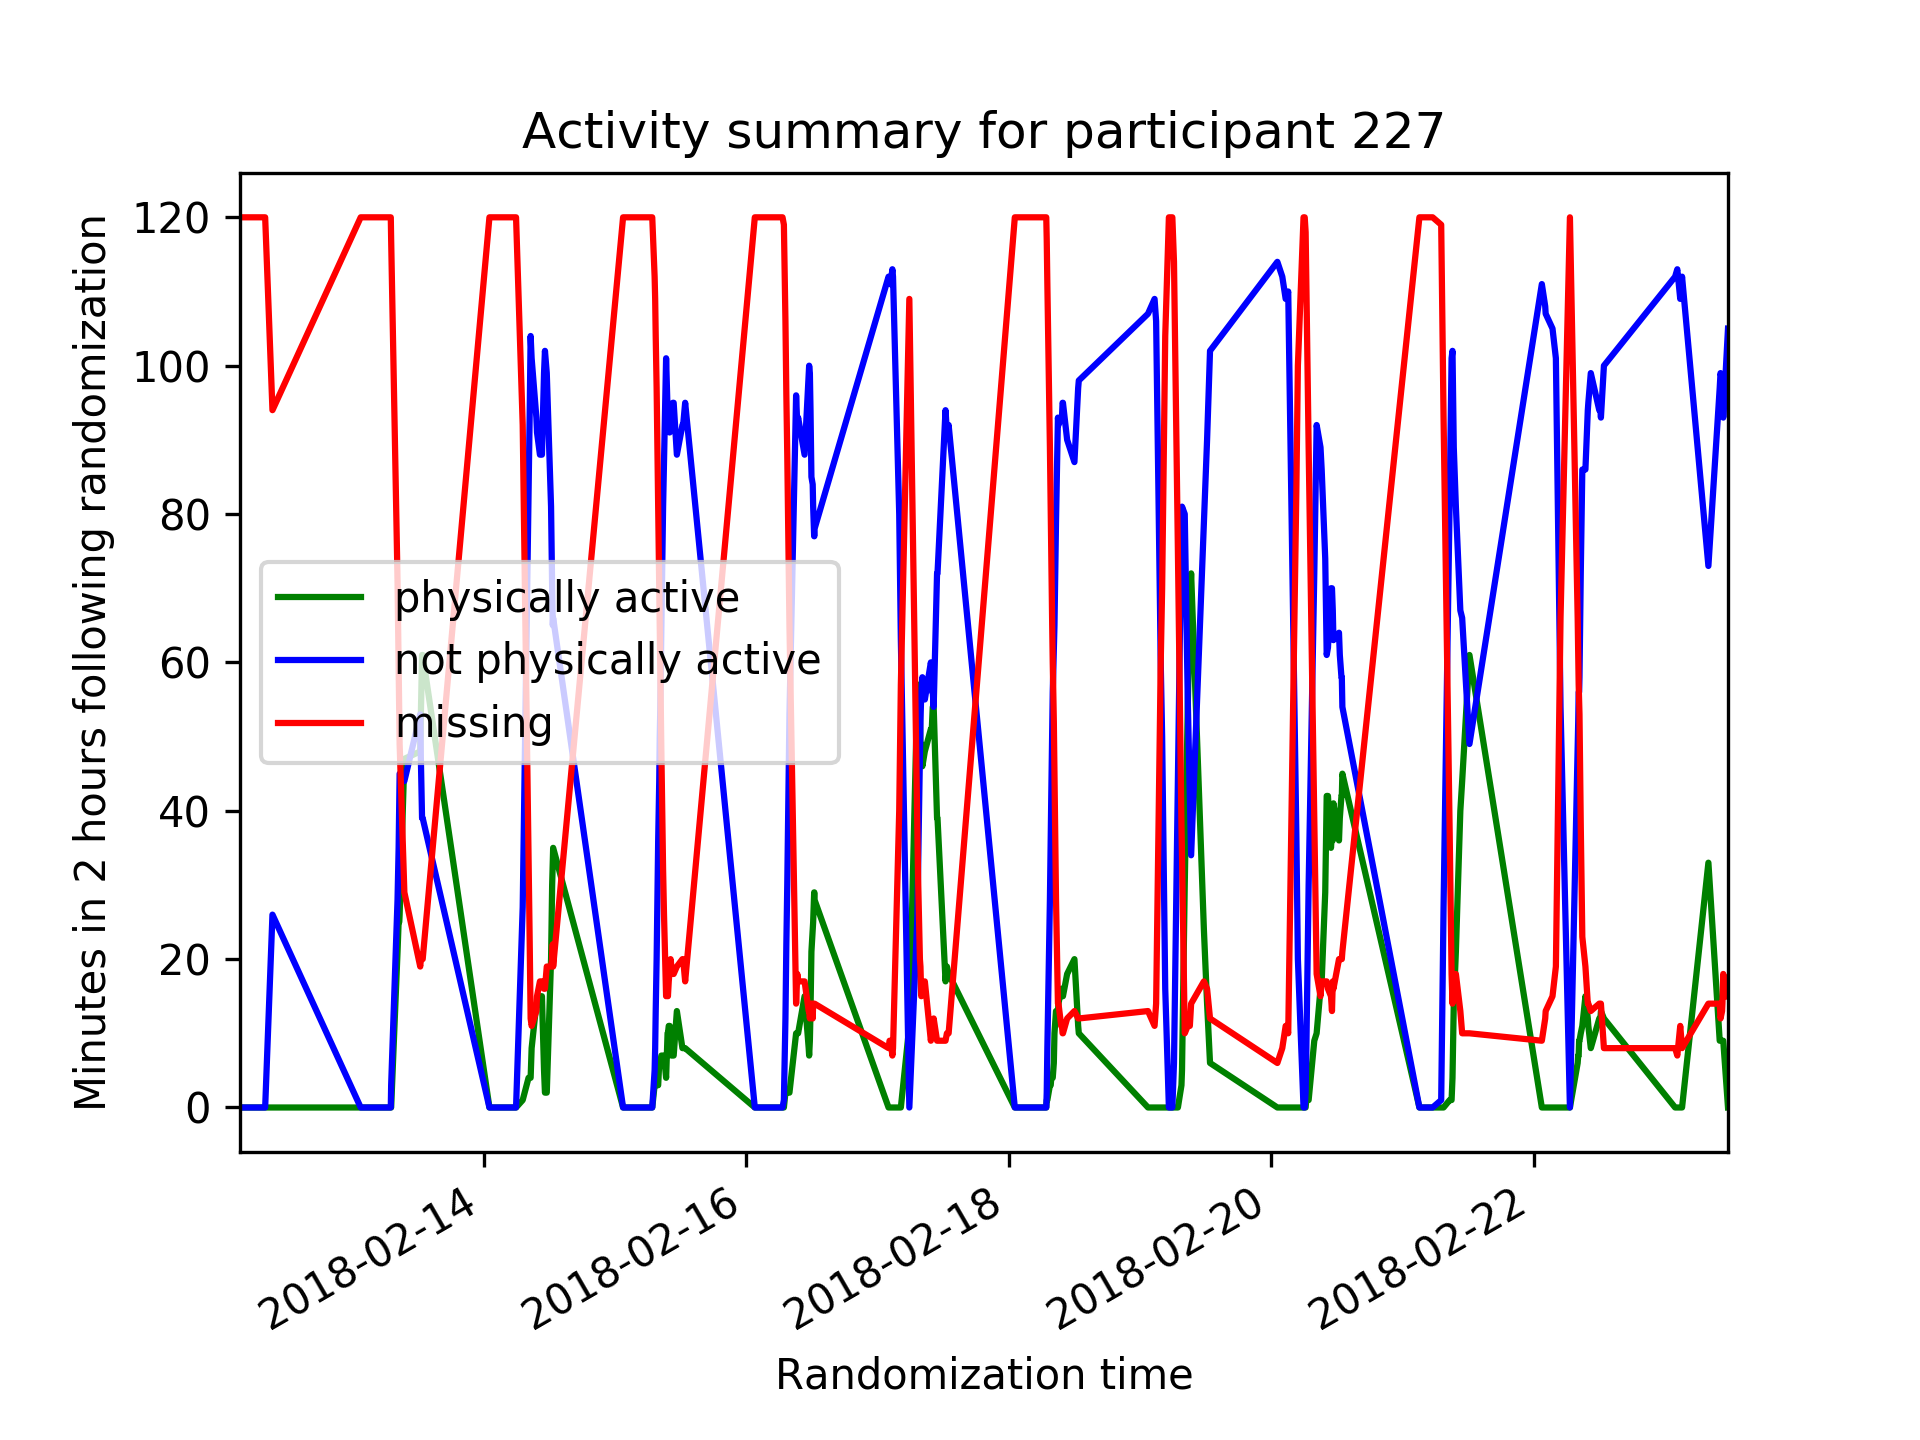 Activity summary for participant 227
Minutes in 2 hours following randomization
120
100
80
60
40
20
0
physically active
not physically active
missing
2018-02-14
2018-02-16
2018-02-18
2018-02-20
2018-02-22
Randomization time